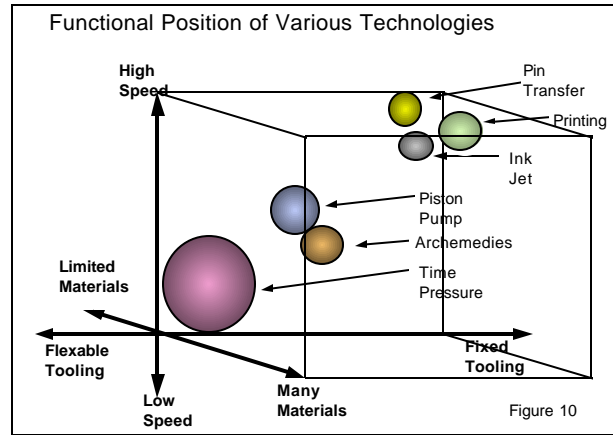 Functional Position of Various Technologies
High
Speed
Pin
Transfer
Printing
Ink
Jet
Piston
Pump
Archemedies
Time
Pressure
Limited
Materials
Flexable
Tooling
Fixed
Tooling
Low
Speed
Many
Materials
Figure 10